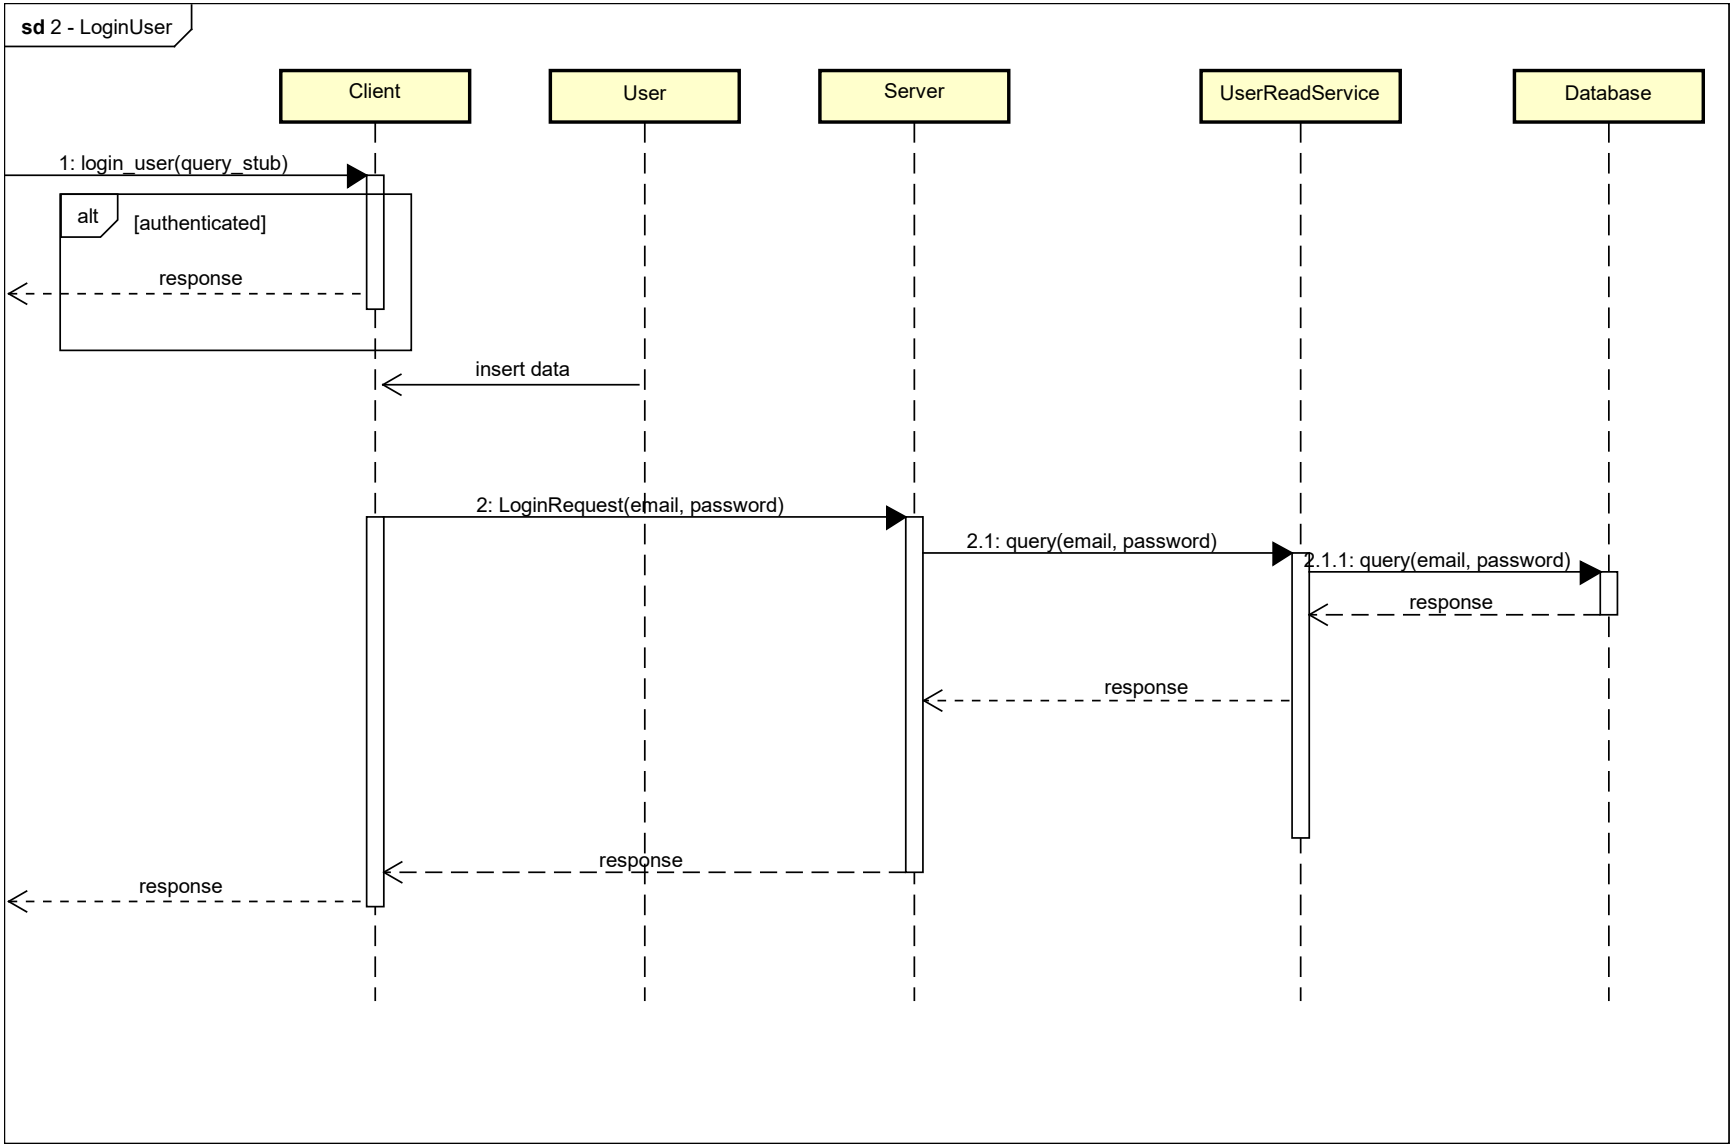 sd 2 - LoginUser
Client
User
Server
UserReadService
Database
1: login_user(query_stub)
alt
[authenticated]
response
insert data
2: LoginRequest(email, password)
2.1: query(email, password)
2.1.1: query(email, password)
response
response
response
response